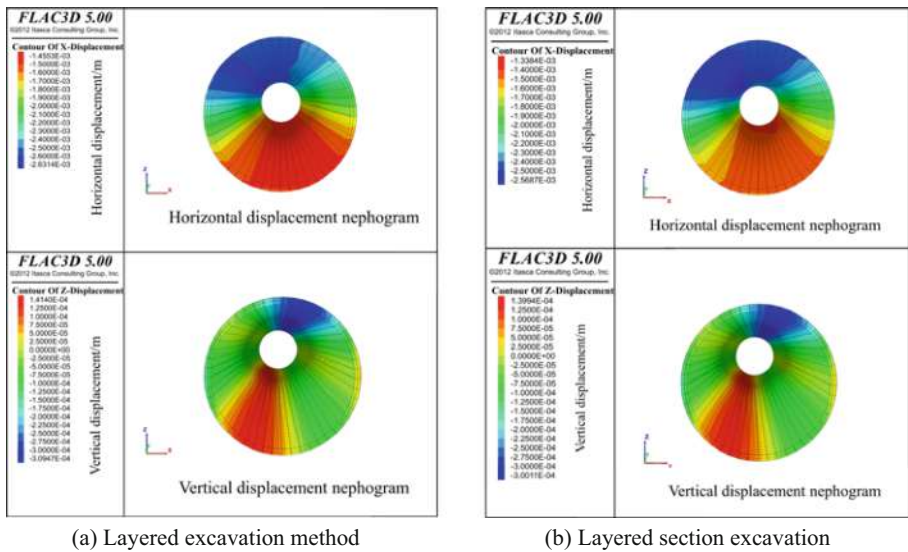 FLAC3D 5.00
©2012 Itasca Consulting Group, Inc.
Contour Of X-Displacement
-1.4553E-03
-1.5000E-03
-1.6000E-03
-1.7000E-03
-1.8000E-03
-1.9000E-03
-2.0000E-03
-2.1000E-03
-2.2000E-03
-2.3000E-03
-2.4000E-03
-2.5000E-03
-2.6000E-03
-2.6314E-03
Horizontal displacement/m
Z
X
Horizontal displacement nephogram
FLAC3D 5.00
©2012 Itasca Consulting Group, Inc.
Contour Of Z-Displacement
1.4140E-04
1.2500E-04
1.0000E-04
7.5000E-05
5.0000E-05
2.5000E-05
0.0000E+00
-2.5000E-05
-5.0000E-05
-7.5000E-05
-1.0000E-04
-1.2500E-04
-1.5000E-04
-1.7500E-04
-2.0000E-04
-2.2500E-04
-2.5000E-04
-2.7500E-04
-3.0000E-04
-3.0947E-04
Vertical displacement/m
Z
X
Vertical displacement nephogram
(a) Layered excavation method
FLAC3D 5.00
©2012 Itasca Consulting Group, Inc.
Contour Of X-Displacement
-1.3384E-03
-1.4000E-03
-1.5000E-03
-1.6000E-03
-1.7000E-03
-1.8000E-03
-1.9000E-03
-2.0000E-03
-2.1000E-03
-2.2000E-03
-2.3000E-03
-2.4000E-03
-2.5000E-03
-2.5687E-03
Horizontal displacement/m
Z
X
Horizontal displacement nephogram
FLAC3D 5.00
©2012 Itasca Consulting Group, Inc.
Contour Of Z-Displacement
1.3994E-04
1.2500E-04
1.0000E-04
7.5000E-05
5.0000E-05
2.5000E-05
0.0000E+00
-2.5000E-05
-5.0000E-05
-7.5000E-05
-1.0000E-04
-1.2500E-04
-1.5000E-04
-1.7500E-04
-2.0000E-04
-2.2500E-04
-2.5000E-04
-2.7500E-04
-3.0000E-04
-3.0011E-04
Vertical displacement/m
Z
Vertical displacement nephogram
(b) Layered section excavation